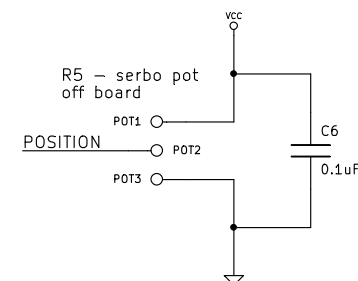 VCC
R5 - serbo pot
off board
POT1
POSITION
POT2
POT3
C6
0.1uF